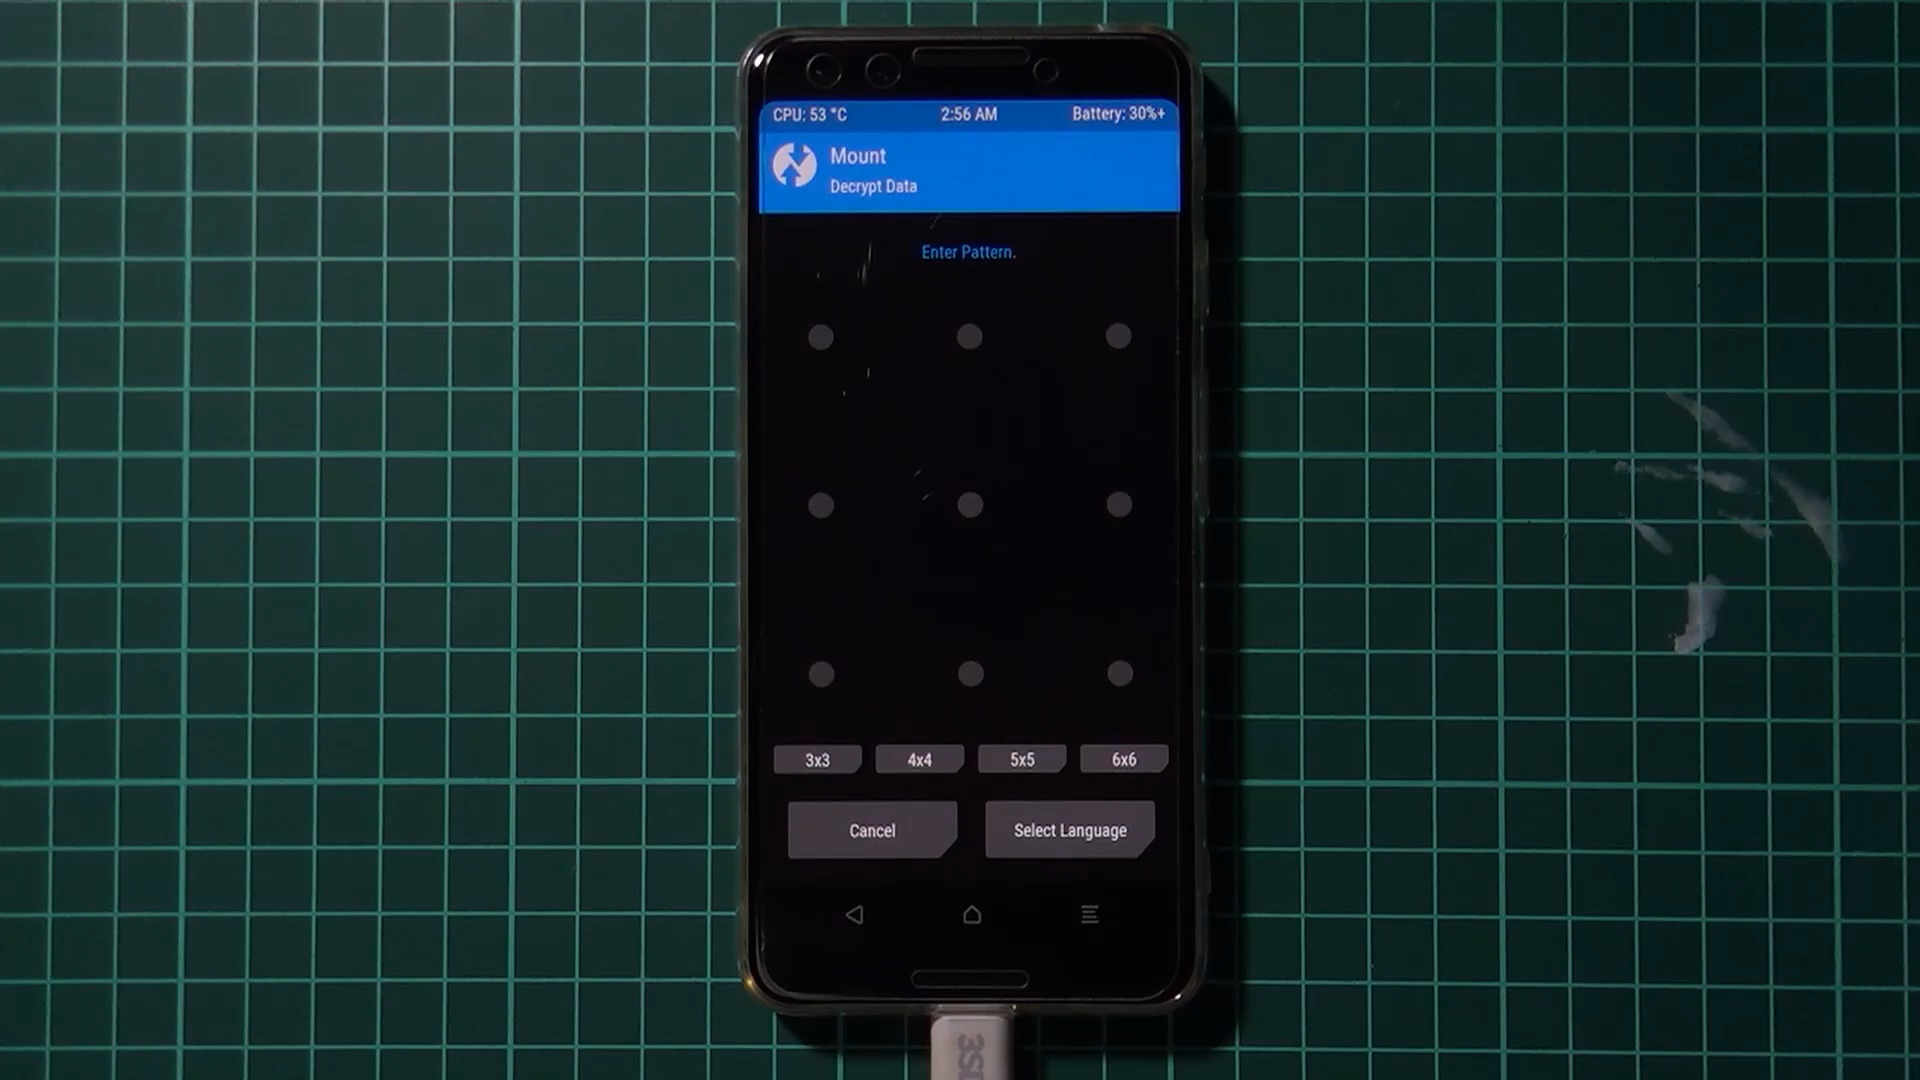 CPU: 53 °C 2:56 AM Battery: 30%+
Mount
Decrypt Data
Enter Pattern.
3x3 4x4 5x5 6x6
Cancel Select Language